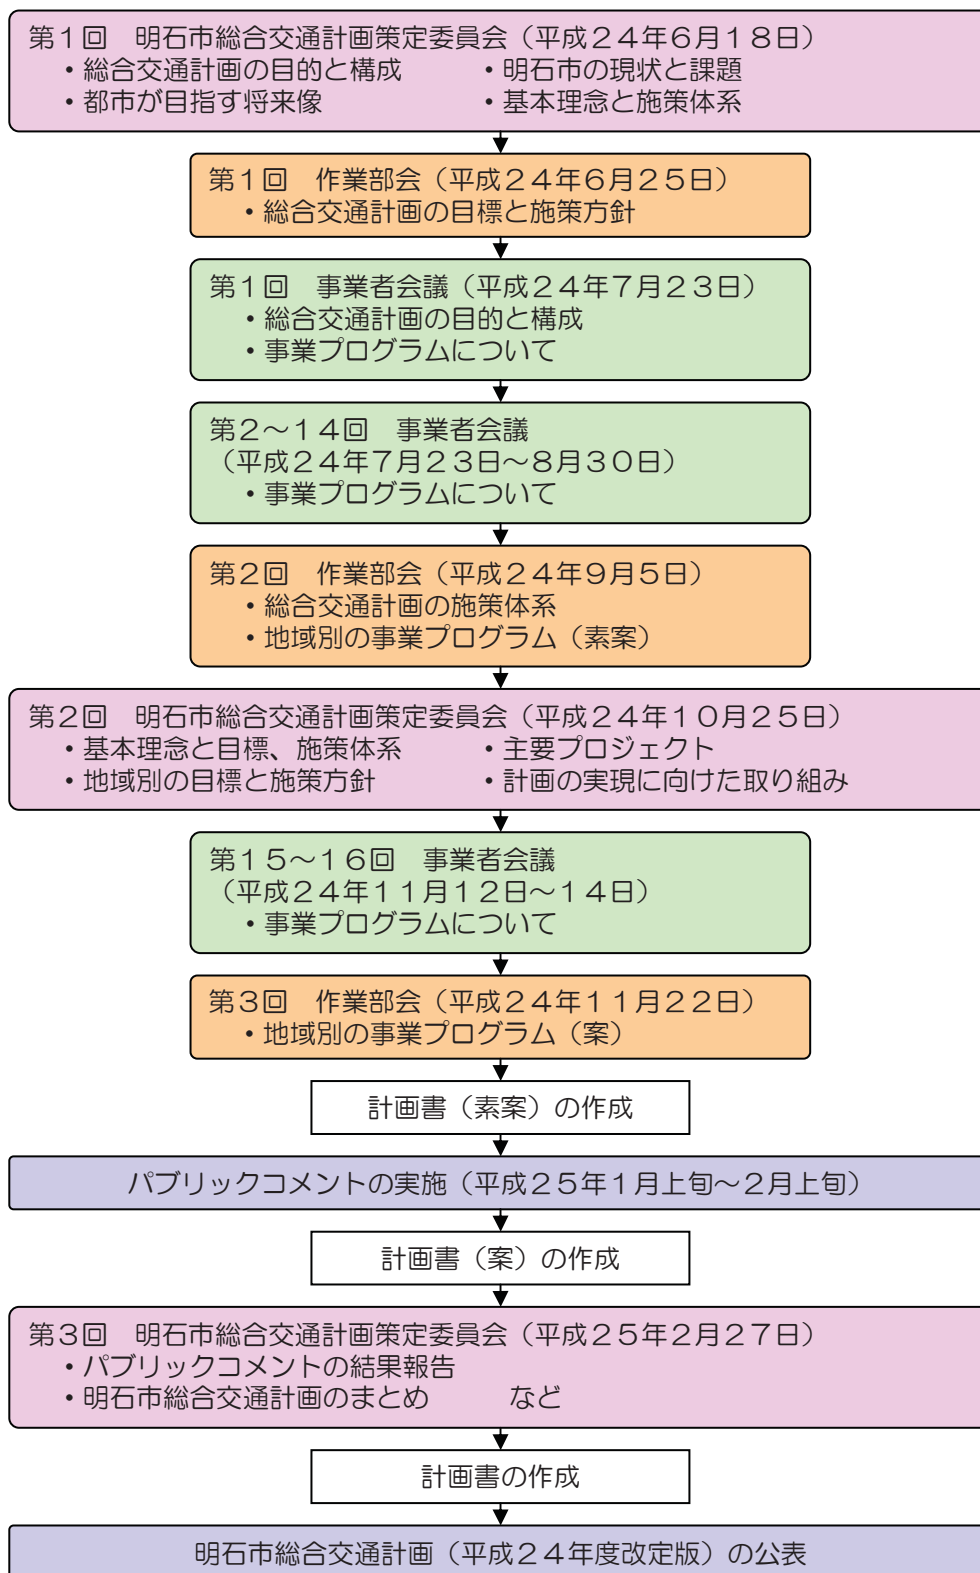 第１回　明石市総合交通計画策定委員会（平成２４年６月１８日）
・総合交通計画の目的と構成　　　・明石市の現状と課題
・都市が目指す将来像　　　　　　・基本理念と施策体系
第１回　作業部会（平成２４年６月２５日）
・総合交通計画の目標と施策方針
第１回　事業者会議（平成２４年７月２３日）
・総合交通計画の目的と構成
・事業プログラムについて
第２～１４回　事業者会議
（平成２４年７月２３日～８月３０日）
・事業プログラムについて
第２回　作業部会（平成２４年９月５日）
・総合交通計画の施策体系
・地域別の事業プログラム（素案）
第２回　明石市総合交通計画策定委員会（平成２４年１０月２５日）
・基本理念と目標、施策体系　　　・主要プロジェクト
・地域別の目標と施策方針　　　　・計画の実現に向けた取り組み
第１５～１６回　事業者会議
（平成２４年１１月１２日～１４日）
・事業プログラムについて
第３回　作業部会（平成２４年１１月２２日）
・地域別の事業プログラム（案）
計画書（素案）の作成
パブリックコメントの実施（平成２５年１月上旬～２月上旬）
計画書（案）の作成
第３回　明石市総合交通計画策定委員会（平成２５年２月２７日）
・パブリックコメントの結果報告
・明石市総合交通計画のまとめ　　　など
計画書の作成
明石市総合交通計画（平成２４年度改定版）の公表